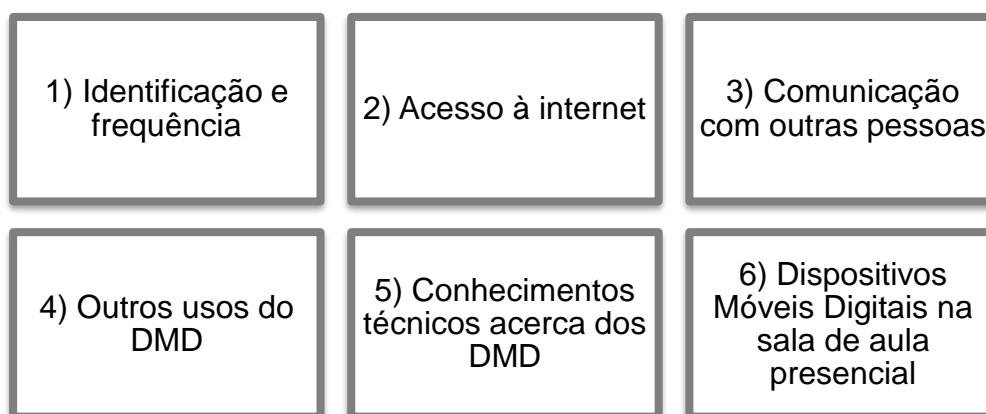 1) Identificação e
frequência
2) Acesso à internet
3) Comunicação
com outras pessoas
4) Outros usos do
DMD
5) Conhecimentos
técnicos acerca dos
DMD
6) Dispositivos
Móveis Digitais na
sala de aula
presencial